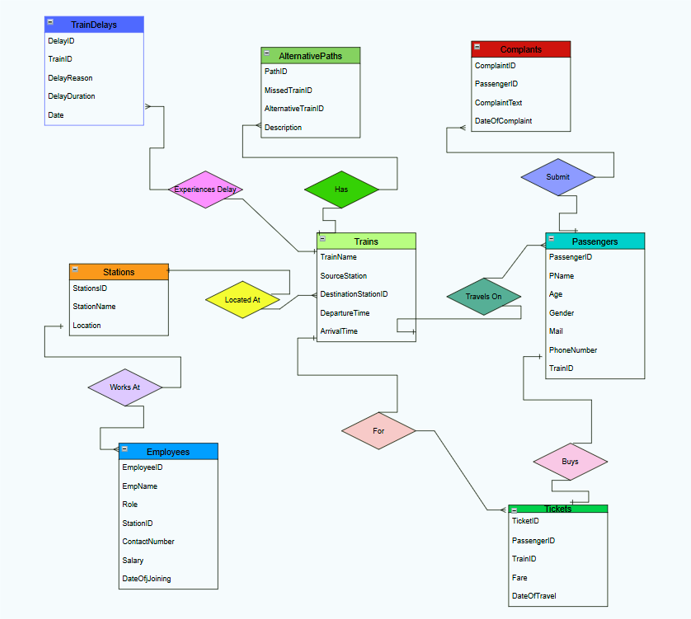 TrainDelays
DelayID
TrainID
DelayReason
DelayDuration
Date
AlternativePaths
PathID
MissedTrainID
AlternativeTrainID
Description
Complants
ComplaintID
PassengerID
ComplaintText
DateOfComplaint
Experiences Delay
Has
Submit
Stations
StationsID
StationName
Location
Located At
Trains
TrainName
SourceStation
DestinationStationID
DepartureTime
ArrivalTime
Travels On
Passengers
PassengerID
PName
Age
Gender
Mail
PhoneNumber
TrainID
Works At
For
Buys
Employees
EmployeeID
EmpName
Role
StationID
ContactNumber
Salary
DateOfjJoining
Tickets
TicketID
PassengerID
TrainID
Fare
DateOfTravel